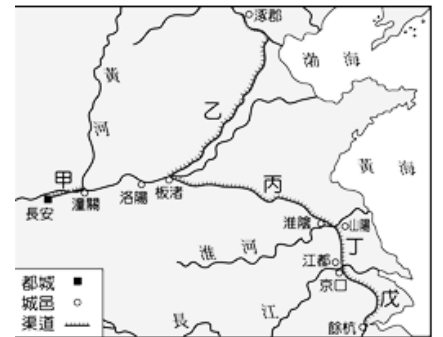 涿郡
渤海
黃河
乙
黃海
甲
長安
潼關
洛陽
板渚
丙
淮陰
山陽
淮河
丁
江都
京口
戊
長江
餘杭
都城
城邑
渠道